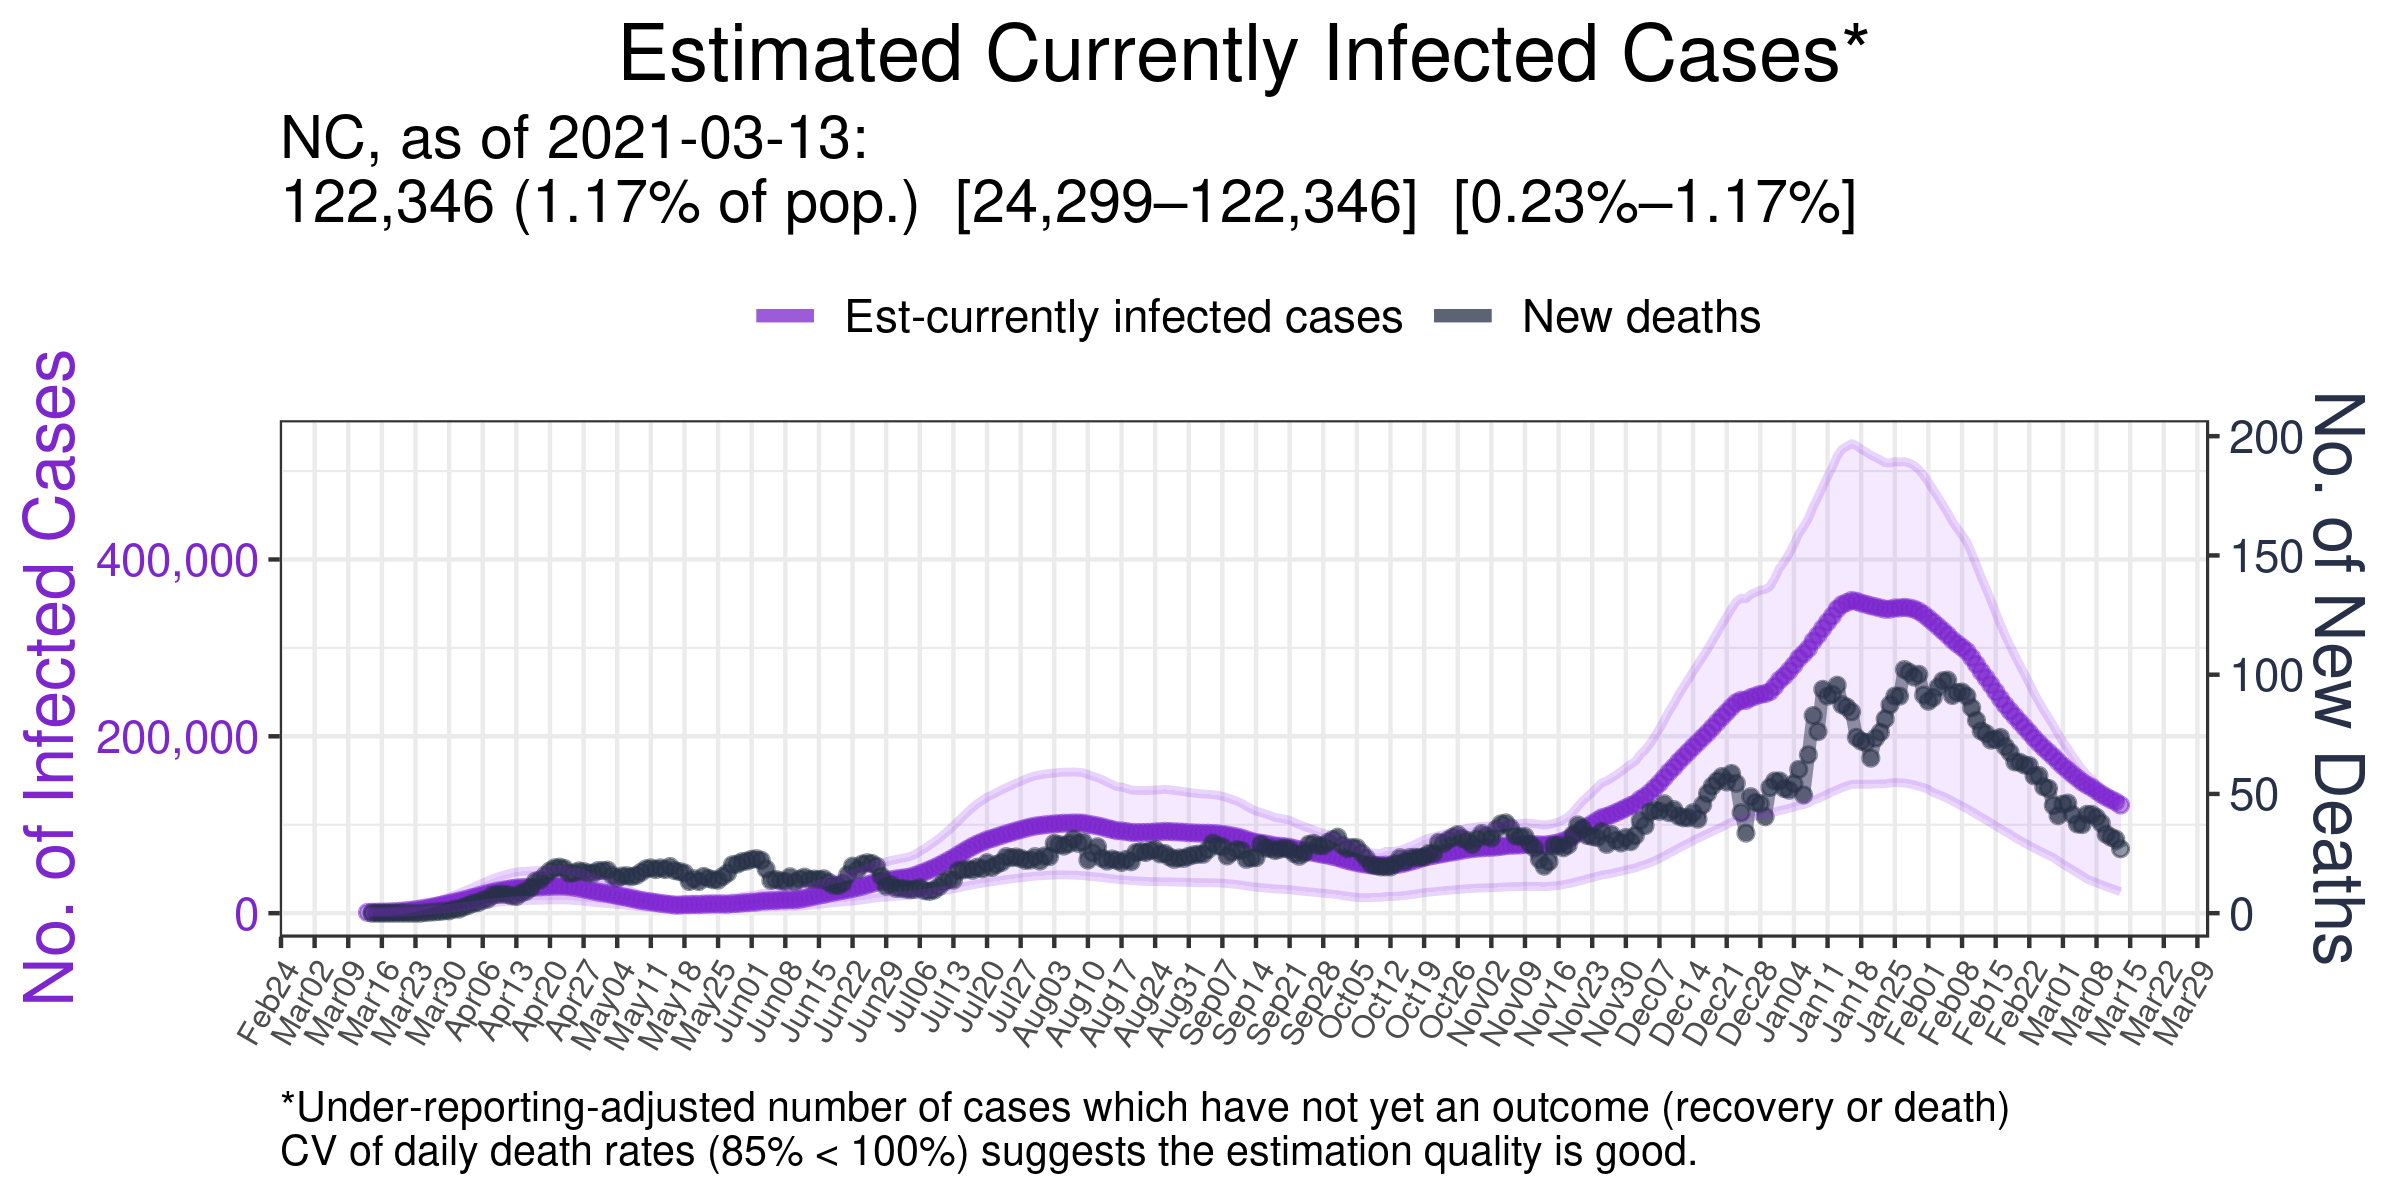 Estimated Currently Infected Cases*
NC, as of 2021-03-13:
122,346 (1.17% of pop.) [24,299–122,346] [0.23%–1.17%]
Est-currently infected cases New deaths
No. of Infected Cases
400,000
200,000
0
200
150
100
50
0
No. of New Deaths
Feb24 Mar02 Mar09 Mar16 Mar23 Mar30 Apr06 Apr13 Apr20 Apr27 May04 May11 May18 May25 Jun01 Jun08 Jun15 Jun22 Jun29 Jul06 Jul13 Jul20 Jul27 Aug03 Aug10 Aug17 Aug24 Aug31 Sep07 Sep14 Sep21 Sep28 Oct05 Oct12 Oct19 Oct26 Nov02 Nov09 Nov16 Nov23 Nov30 Dec07 Dec14 Dec21 Dec28 Jan04 Jan11 Jan18 Jan25 Feb01 Feb08 Feb15 Feb22 Mar01 Mar08 Mar15 Mar22 Mar29
*Under-reporting-adjusted number of cases which have not yet an outcome (recovery or death)
CV of daily death rates (85% < 100%) suggests the estimation quality is good.